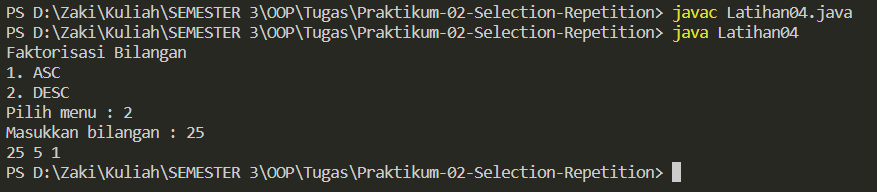 PS D:\Zaki\Kuliah\SEMESTER 3\OOP\Tugas\Praktikum-02-Selection-Repetition> javac Latihan04.java
PS D:\Zaki\Kuliah\SEMESTER 3\OOP\Tugas\Praktikum-02-Selection-Repetition> java Latihan04
Faktorisasi Bilangan
1. ASC
2. DESC
Pilih menu : 2
Masukkan bilangan : 25
25 5 1
PS D:\Zaki\Kuliah\SEMESTER 3\OOP\Tugas\Praktikum-02-Selection-Repetition>